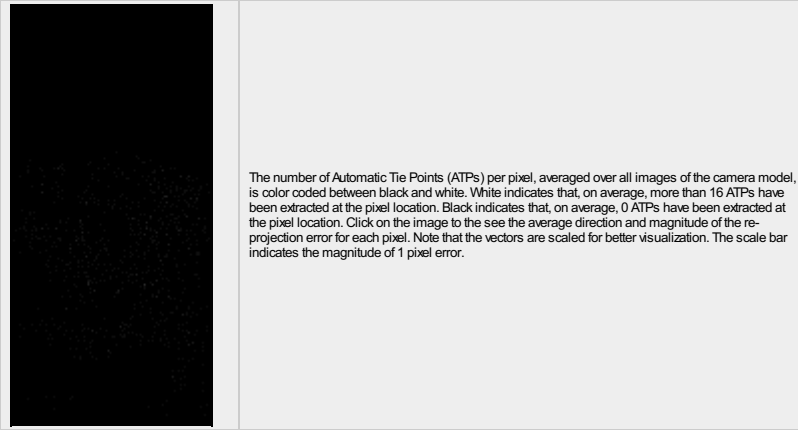 The number of Automatic Tie Points (ATPs) per pixel, averaged over all images of the camera model,
is color coded between black and white. White indicates that, on average, more than 16 ATPs have
been extracted at the pixel location. Black indicates that, on average, 0 ATPs have been extracted at
the pixel location. Click on the image to the see the average direction and magnitude of the re-
projection error for each pixel. Note that the vectors are scaled for better visualization. The scale bar
indicates the magnitude of 1 pixel error.